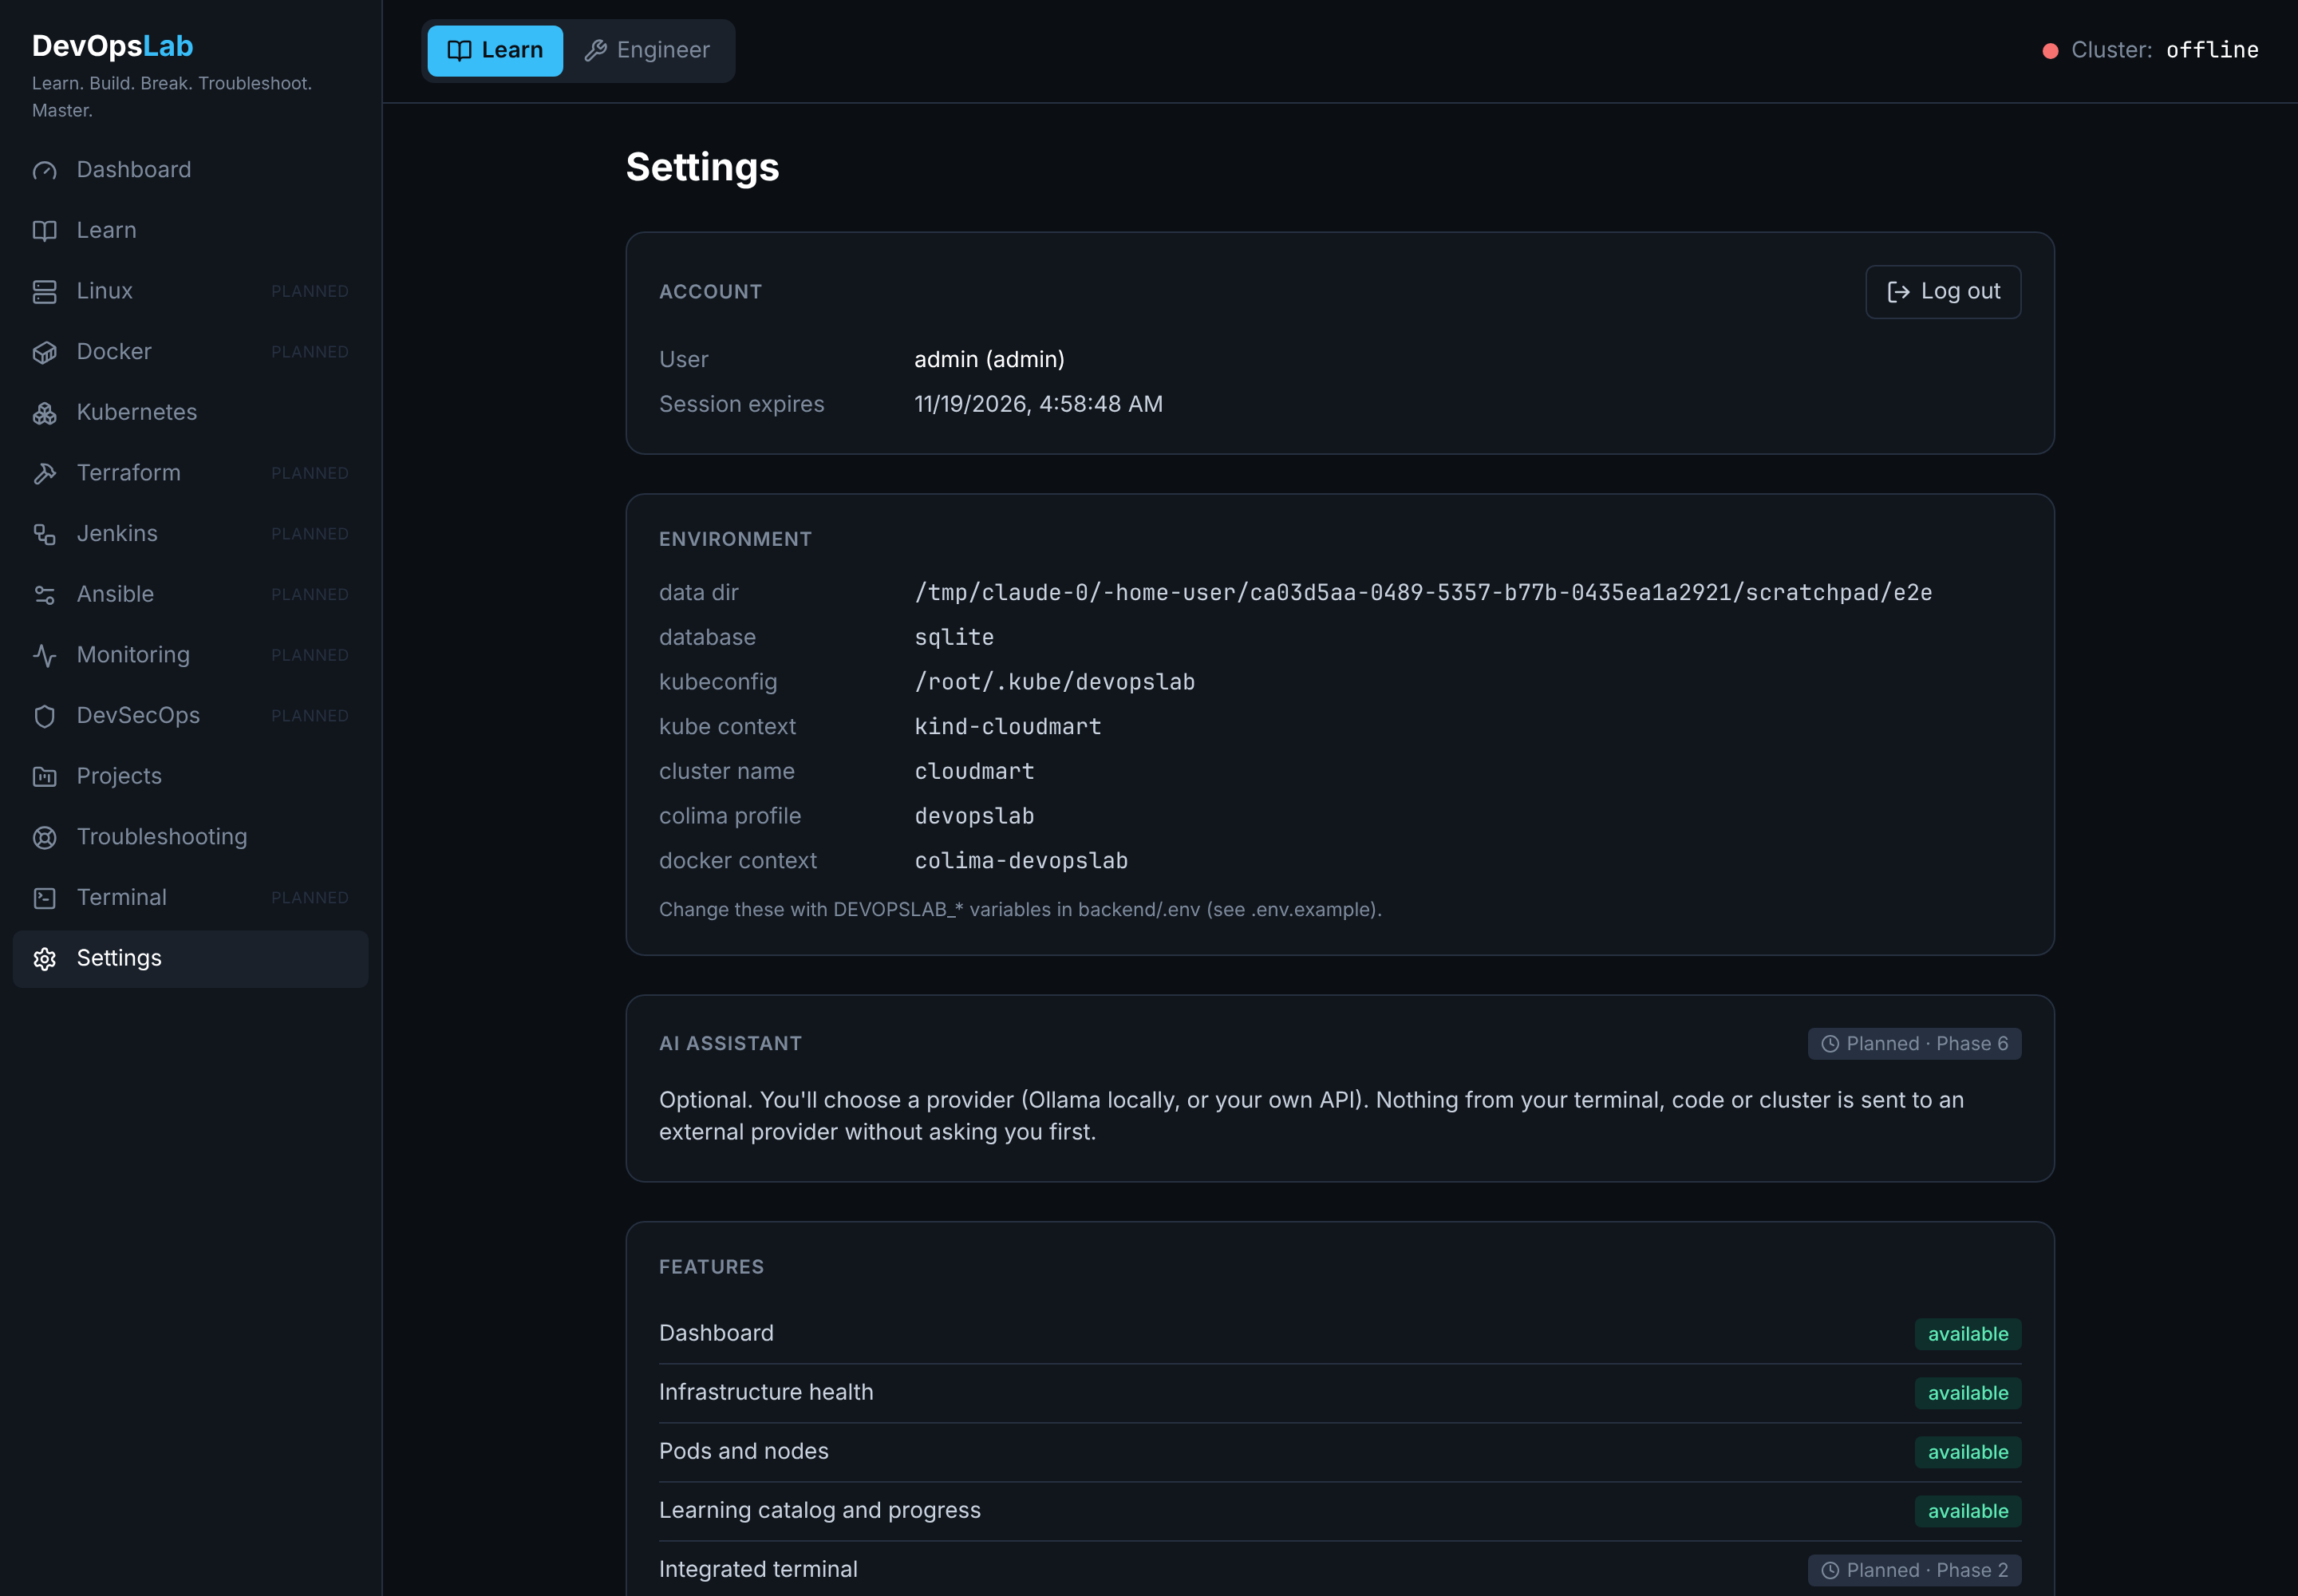 DevOpsLab
Learn. Build. Break. Troubleshoot.
Master.
Dashboard
Learn
Linux PLANNED
Docker PLANNED
Kubernetes
Terraform PLANNED
Jenkins PLANNED
Ansible PLANNED
Monitoring PLANNED
DevSecOps PLANNED
Projects
Troubleshooting
Terminal PLANNED
Settings
Learn Engineer
Cluster: offline
Settings
ACCOUNT
Log out
User admin (admin)
Session expires 11/19/2026, 4:58:48 AM
ENVIRONMENT
data dir /tmp/claude-0/-home-user/ca03d5aa-0489-5357-b77b-0435ea1a2921/scratchpad/e2e
database sqlite
kubeconfig /root/.kube/devopslab
kube context kind-cloudmart
cluster name cloudmart
colima profile devopslab
docker context colima-devopslab
Change these with DEVOPSLAB_* variables in backend/.env (see .env.example).
AI ASSISTANT Planned · Phase 6
Optional. You'll choose a provider (Ollama locally, or your own API). Nothing from your terminal, code or cluster is sent to an
external provider without asking you first.
FEATURES
Dashboard available
Infrastructure health available
Pods and nodes available
Learning catalog and progress available
Integrated terminal Planned · Phase 2